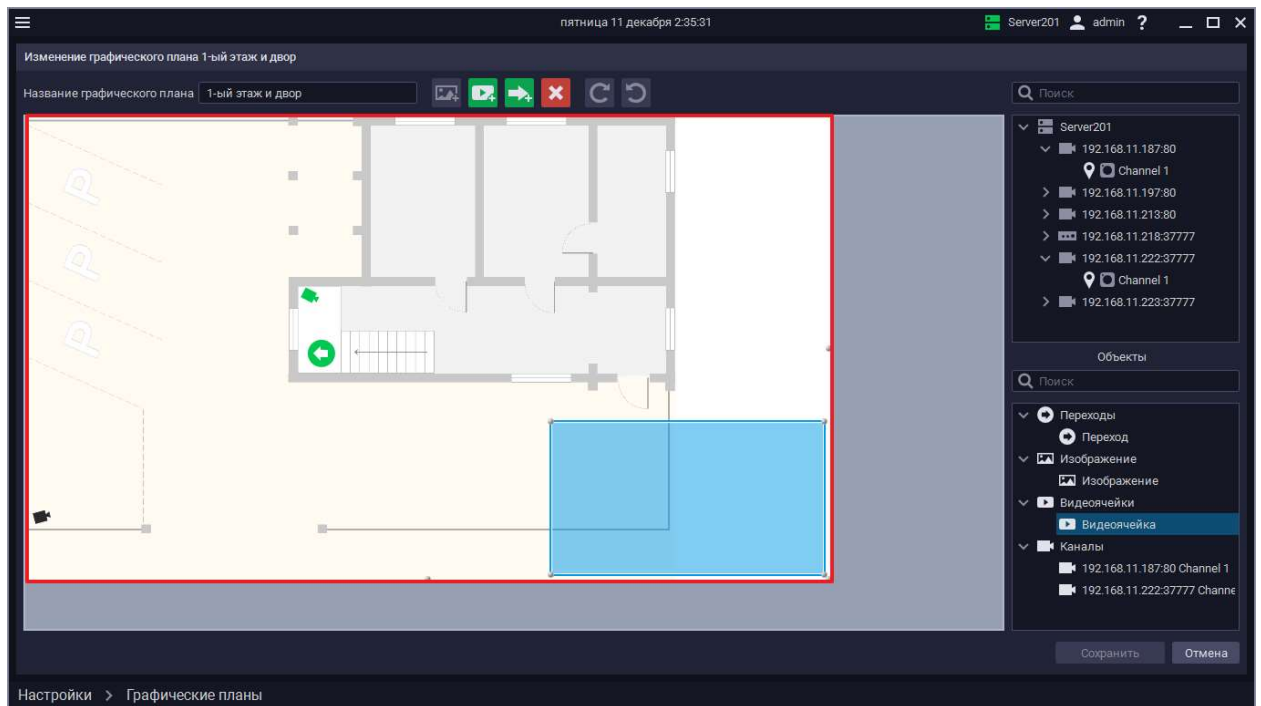 пятница 11 декабря 2:35:31
Server201 admin ?
Изменение графического плана 1-ый этаж и двор
Название графического плана 1-ый этаж и двор
Поиск
Server201
192.168.11.187:80
Channel 1
192.168.11.197:80
192.168.11.213:80
192.168.11.218:37777
192.168.11.222:37777
Channel 1
192.168.11.223:37777
P
P
P
Объекты
Поиск
Переходы
Переход
Изображение
Изображение
Видеоячейки
Видеоячейка
Каналы
192.168.11.187:80 Channel 1
192.168.11.222:37777 Channe
Сохранить Отмена
Настройки > Графические планы